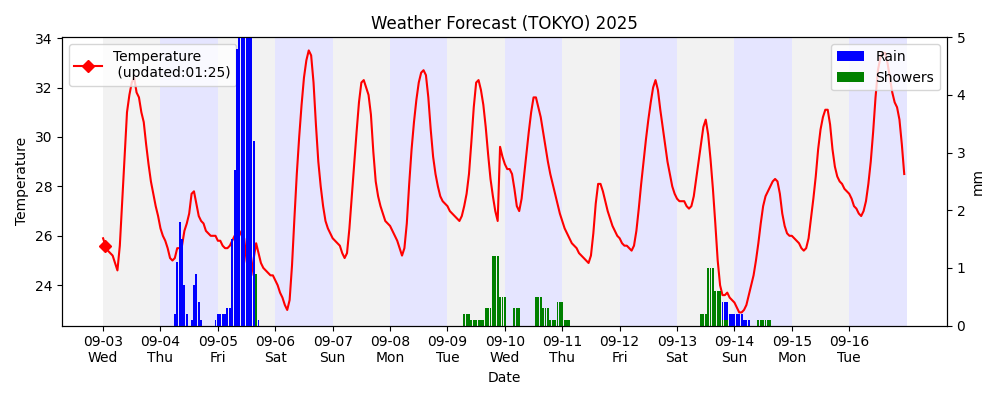 Weather Forecast (TOKYO) 2025
Temperature
(updated:01:25)
Rain
Showers
Temperature
34
32
30
28
26
24
5
4
3
2
1
0
mm
09-03 09-04 09-05 09-06 09-07 09-08 09-09 09-10 09-11 09-12 09-13 09-14 09-15 09-16
Wed Thu Fri Sat Sun Mon Tue Wed Thu Fri Sat Sun Mon Tue
Date